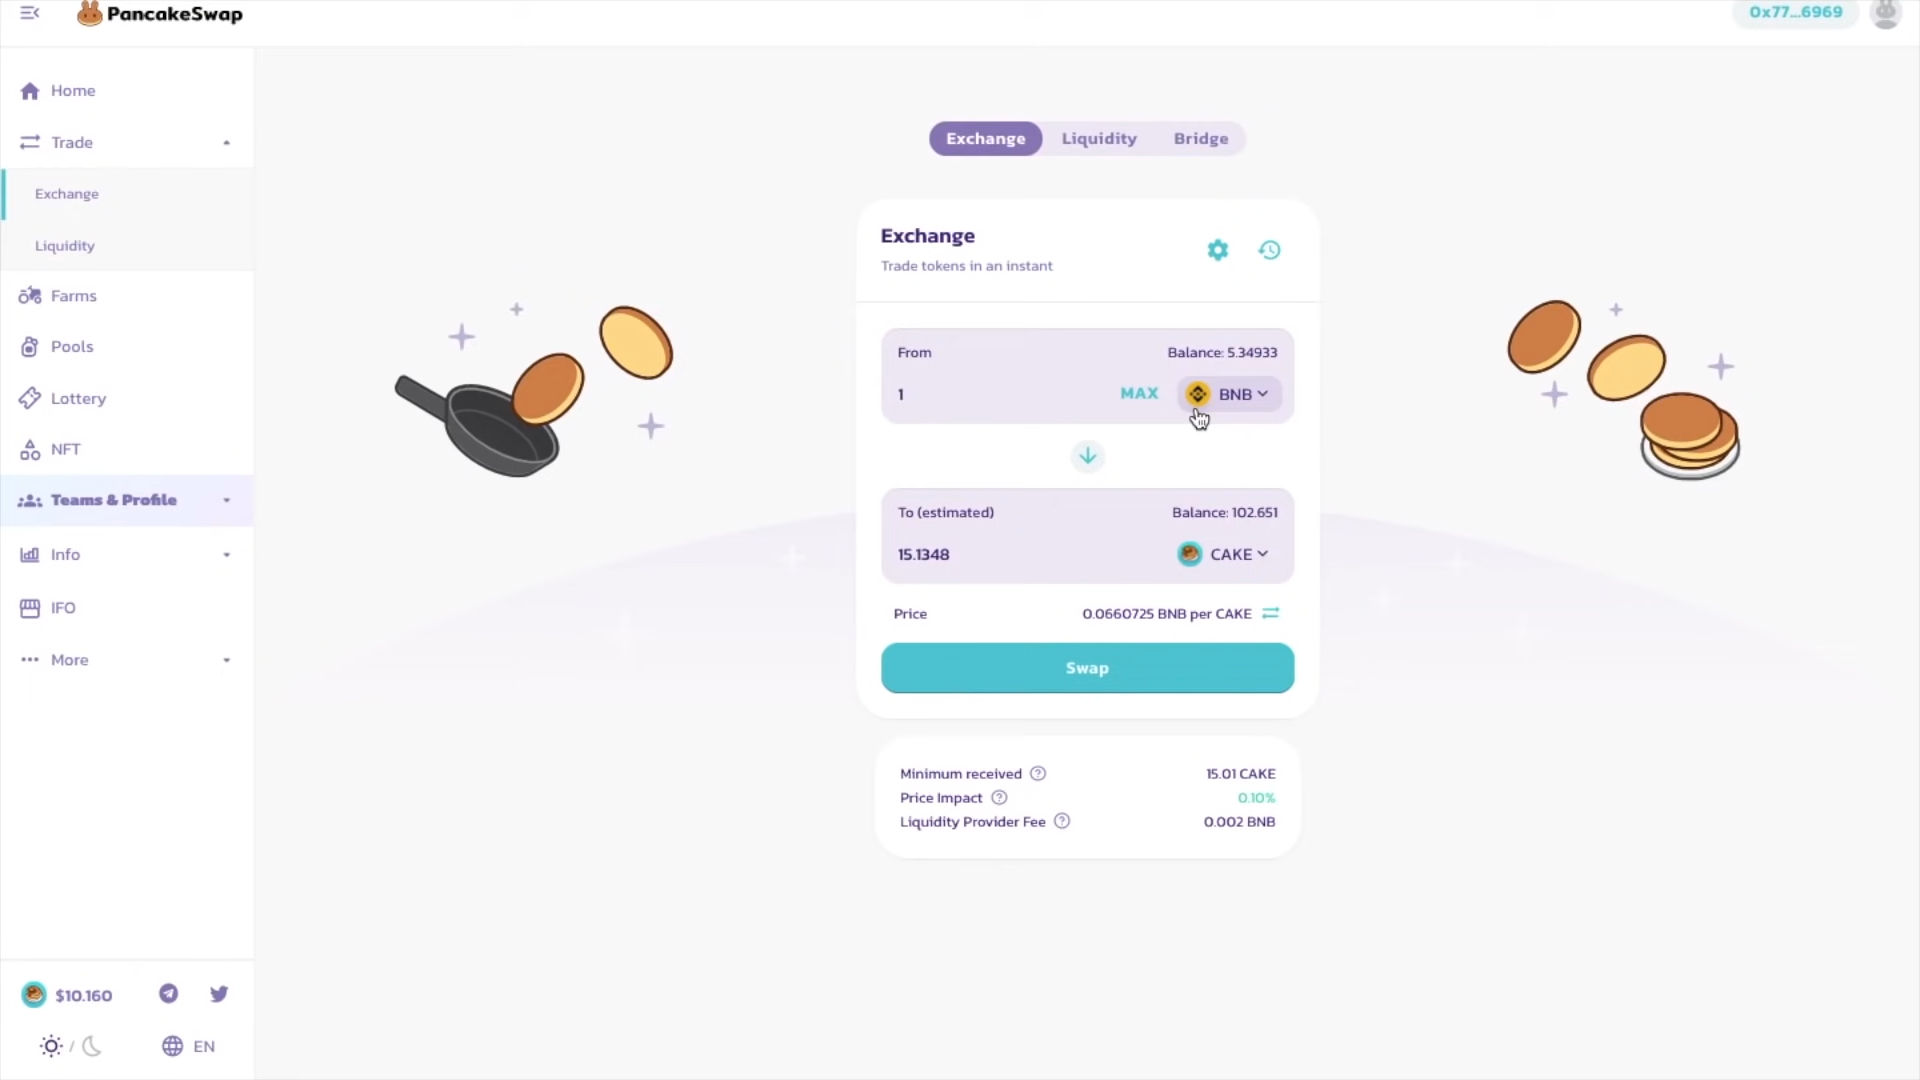 PancakeSwap
0x77...6969
Home
Trade
Exchange
Liquidity
Farms
Pools
Lottery
NFT
Teams & Profile
Info
IFO
More
$10.160
/
EN
Exchange Liquidity Bridge
Exchange
Trade tokens in an instant
From Balance: 5.34933
1 MAX BNB
To (estimated) Balance: 102.651
15.1348 CAKE
Price 0.0660725 BNB per CAKE
Swap
Minimum received ? 15.01 CAKE
Price Impact ? 0.10%
Liquidity Provider Fee ? 0.002 BNB